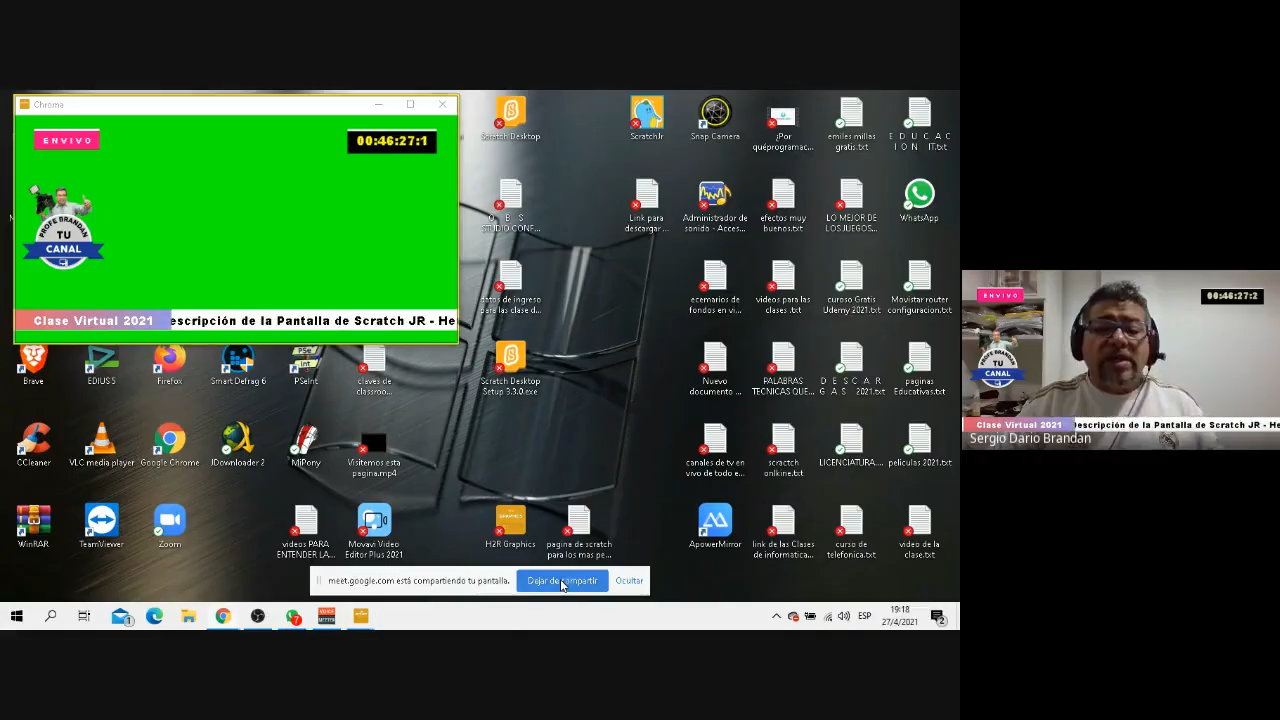 Chroma
ENVIVO
00:46:27:1
PROFE BRANDAN
TU
CANAL
Clase Virtual 2021
escripción de la Pantalla de Scratch JR - He
Scratch Desktop
ScratchJr
Snap Camera
¿Por
quéprogramac...
emiles millas
gratis.txt
E D U C A C
I O N IT.txt
O B S
STUDIO CONF...
Link para
descargar ...
Administrador de
sonido - Acces...
efectos muy
buenos.txt
LO MEJOR DE
LOS JUEGOS...
WhatsApp
datos de ingreso
para las clase d...
ecemarios de
fondos en vi...
videos para las
clases .txt
curoso Gratis
Udemy 2021.txt
Movistar router
configuracion.txt
Brave
EDIUSS
Firefox
Smart Defrag 6
PSeInt
claves de
classroo...
Scratch Desktop
Setup 3.3.0.exe
Nuevo
documento ...
PALABRAS
TECNICAS QUE...
D E S C A R
G A S 2021.txt
paginas
Educativas.txt
CCleaner
VLC media player
Google Chrome
JDownloader 2
MiPony
Visitemos esta
pagina.mp4
canales de tv en
vivo de todo e...
scractch
onlkine.txt
LICENCIATURA....
peliculas 2021.txt
WinRAR
TeamViewer
Zoom
videos PARA
ENTENDER LA...
Movavi Video
Editor Plus 2021
GRAPHICS
H2R Graphics
pagina de scratch
para los mas pe...
ApowerMirror
link de las Clases
de informatica...
curso de
telefonica.txt
video de la
clase.txt
meet.google.com está compartiendo tu pantalla.
Dejar de compartir
Ocultar
ESP
19:18
27/4/2021
ENVIVO
00:46:27:2
TU
CANAL
Clase Virtual 2021
Descripción de la Pantalla de Scratch JR - He
Sergio Dario Brandan